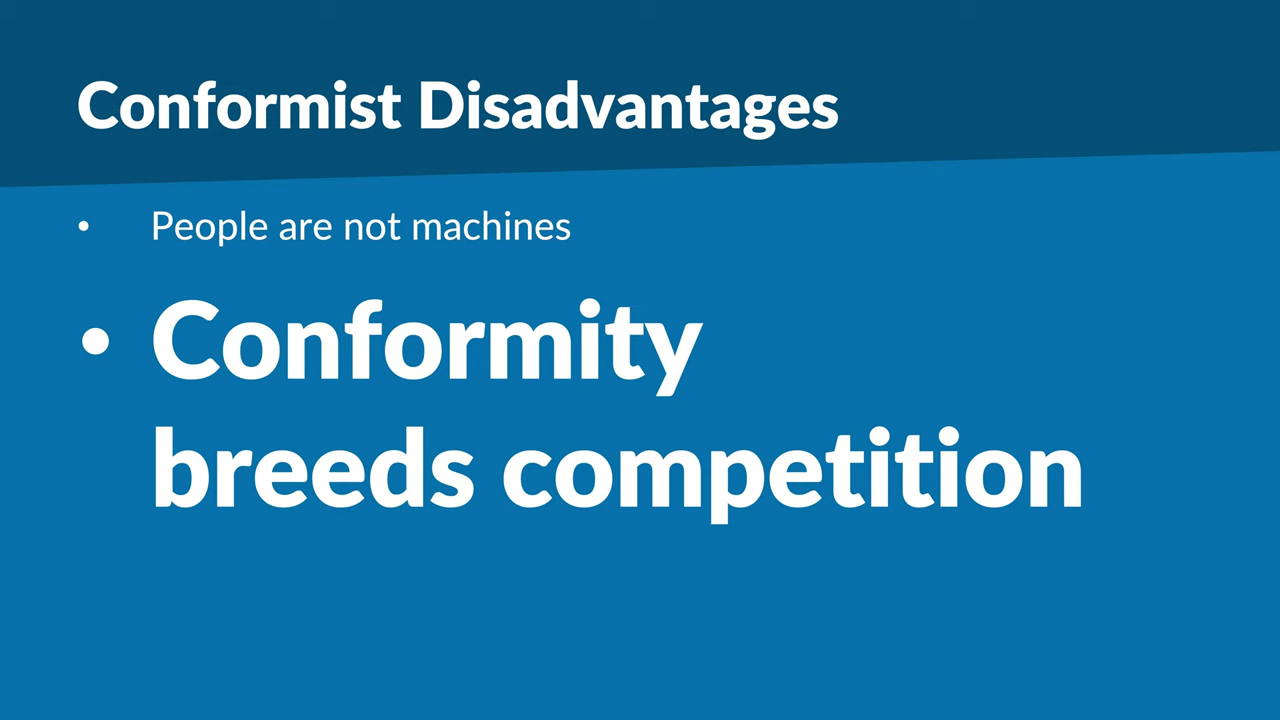 Conformist Disadvantages
• People are not machines
• Conformity
breeds competition